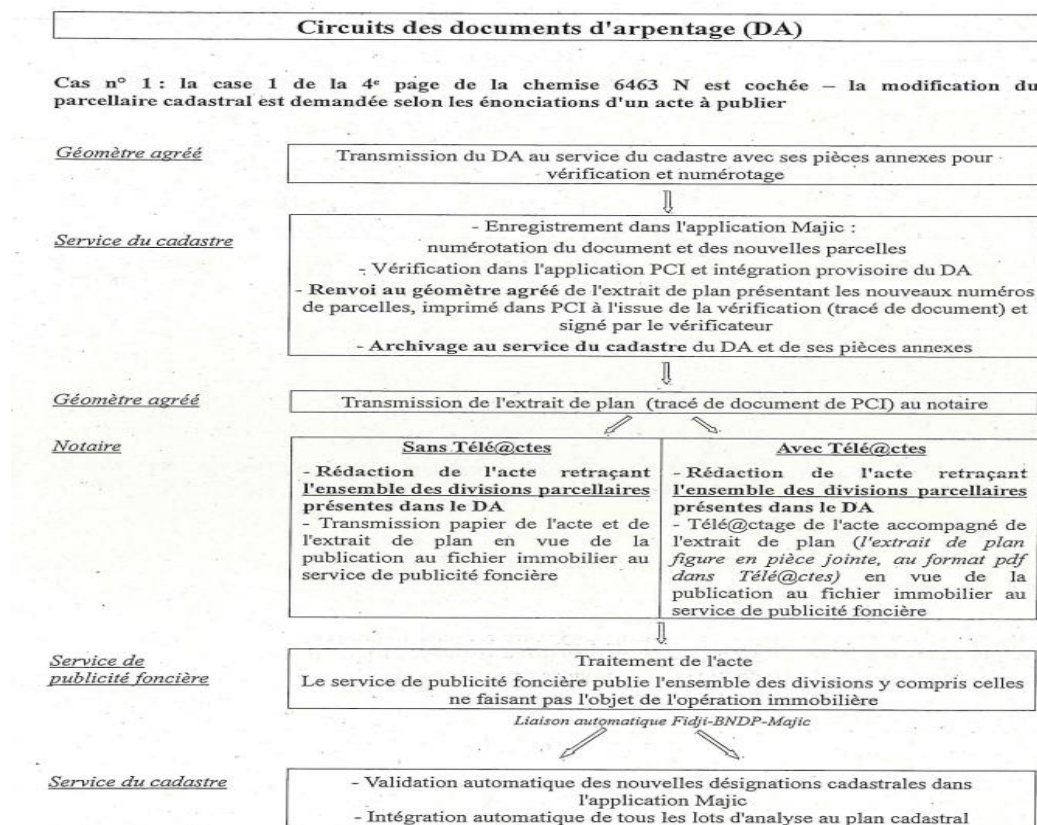 Circuits des documents d'arpentage (DA)
Cas n° 1 : la case 1 de la 4e page de la chemise 6463 N est cochée – la modification du
parcellaire cadastral est demandée selon les énonciations d'un acte à publier
Géomètre agréé
Transmission du DA au service du cadastre avec ses pièces annexes pour
vérification et numérotage
Service du cadastre
- Enregistrement dans l'application Majic :
numérotation du document et des nouvelles parcelles
- Vérification dans l'application PCI et intégration provisoire du DA
- Renvoi au géomètre agréé de l'extrait de plan présentant les nouveaux numéros
de parcelles, imprimé dans PCI à l'issue de la vérification (tracé de document) et
signé par le vérificateur
- Archivage au service du cadastre du DA et de ses pièces annexes
Géomètre agréé
Transmission de l'extrait de plan (tracé de document de PCI) au notaire
Notaire
Sans Télé@ctes
- Rédaction de l'acte retraçant
l'ensemble des divisions parcellaires
présentes dans le DA
- Transmission papier de l'acte et de
l'extrait de plan en vue de la
publication au fichier immobilier au
service de publicité foncière
Avec Télé@ctes
- Rédaction de l'acte retraçant
l'ensemble des divisions parcellaires
présentes dans le DA
- Télé@ctage de l'acte accompagné de
l'extrait de plan (l'extrait de plan
figure en pièce jointe, au format pdf
dans Télé@ctes) en vue de la
publication au fichier immobilier au
service de publicité foncière
Service de
publicité foncière
Traitement de l'acte
Le service de publicité foncière publie l'ensemble des divisions y compris celles
ne faisant pas l'objet de l'opération immobilière
Liaison automatique Fidji-BNDP-Majic
Service du cadastre
- Validation automatique des nouvelles désignations cadastrales dans
l'application Majic
- Intégration automatique de tous les lots d'analyse au plan cadastral